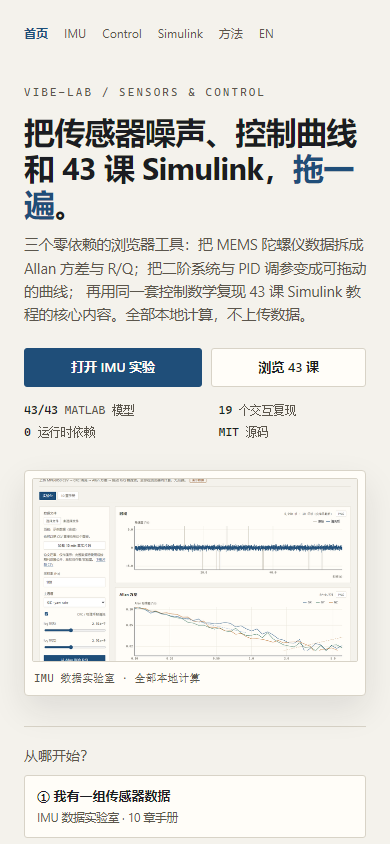 首页 IMU Control Simulink 方法 EN
VIBE-LAB / SENSORS & CONTROL
把传感器噪声、控制曲线
和 43 课 Simulink，拖一
遍。
三个零依赖的浏览器工具：把 MEMS 陀螺仪数据拆成
Allan 方差与 R/Q；把二阶系统与 PID 调参变成可拖动
的曲线； 再用同一套控制数学复现 43 课 Simulink 教
程的核心内容。全部本地计算，不上传数据。
打开 IMU 实验
浏览 43 课
43/43 MATLAB 模型
19 个交互复现
0 运行时依赖
MIT 源码
时域
Allan 方差
IMU 数据实验室 · 全部本地计算
从哪开始？
① 我有一组传感器数据
IMU 数据实验室 · 10 章手册